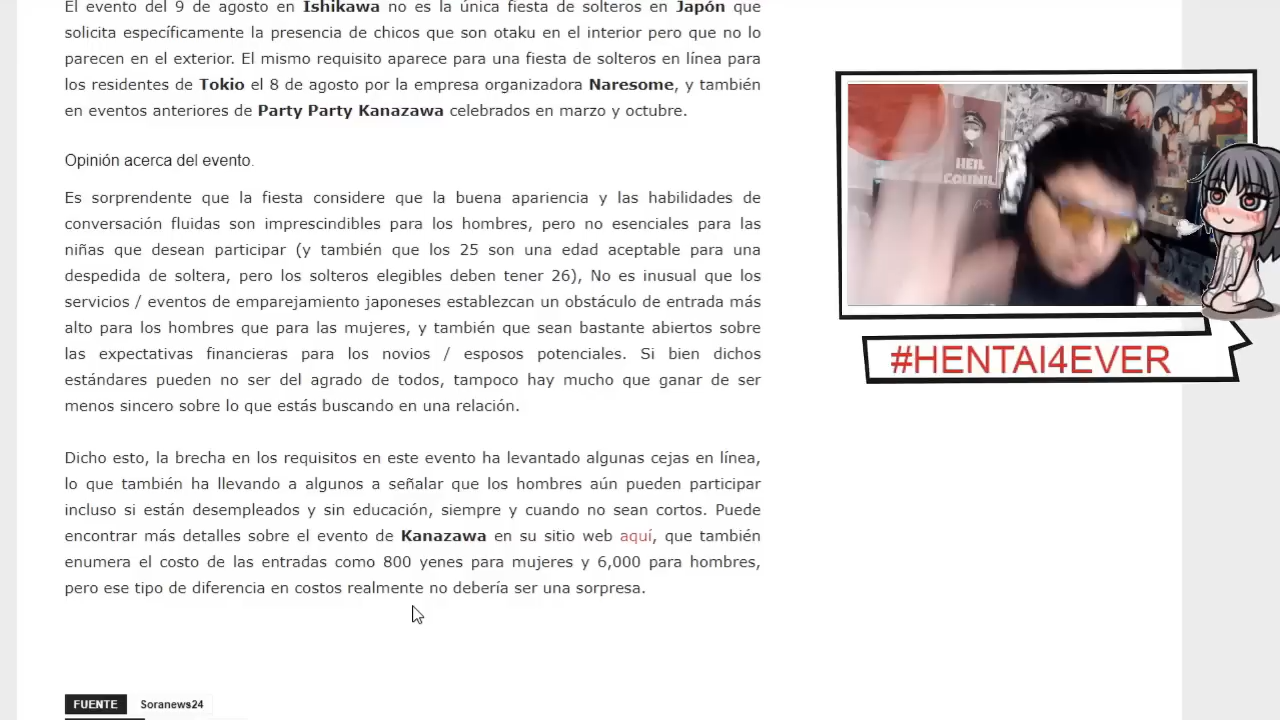 El evento del 9 de agosto en Ishikawa no es la única fiesta de solteros en Japón que
solicita específicamente la presencia de chicos que son otaku en el interior pero que no lo
parecen en el exterior. El mismo requisito aparece para una fiesta de solteros en línea para
los residentes de Tokio el 8 de agosto por la empresa organizadora Naresome, y también
en eventos anteriores de Party Party Kanazawa celebrados en marzo y octubre.
Opinión acerca del evento.
Es sorprendente que la fiesta considere que la buena apariencia y las habilidades de
conversación fluidas son imprescindibles para los hombres, pero no esenciales para las
niñas que desean participar (y también que los 25 son una edad aceptable para una
despedida de soltera, pero los solteros elegibles deben tener 26), No es inusual que los
servicios / eventos de emparejamiento japoneses establezcan un obstáculo de entrada más
alto para los hombres que para las mujeres, y también que sean bastante abiertos sobre
las expectativas financieras para los novios / esposos potenciales. Si bien dichos
estándares pueden no ser del agrado de todos, tampoco hay mucho que ganar de ser
menos sincero sobre lo que estás buscando en una relación.
Dicho esto, la brecha en los requisitos en este evento ha levantado algunas cejas en línea,
lo que también ha llevando a algunos a señalar que los hombres aún pueden participar
incluso si están desempleados y sin educación, siempre y cuando no sean cortos. Puede
encontrar más detalles sobre el evento de Kanazawa en su sitio web aquí, que también
enumera el costo de las entradas como 800 yenes para mujeres y 6,000 para hombres,
pero ese tipo de diferencia en costos realmente no debería ser una sorpresa.
FUENTE Soranews24
HEIL
#HENTAI4EVER